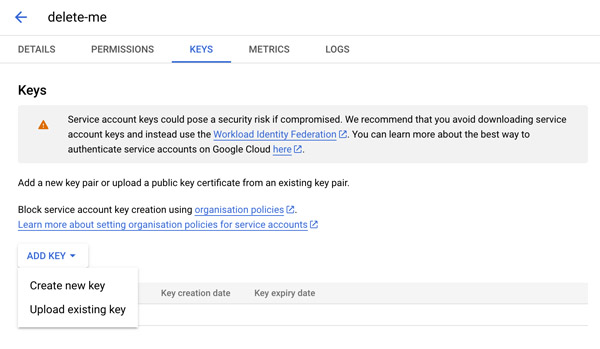 delete-me
DETAILS PERMISSIONS KEYS METRICS LOGS
Keys
Service account keys could pose a security risk if compromised. We recommend that you avoid downloading service
account keys and instead use the Workload Identity Federation. You can learn more about the best way to
authenticate service accounts on Google Cloud here.
Add a new key pair or upload a public key certificate from an existing key pair.
Block service account key creation using organisation policies.
Learn more about setting organisation policies for service accounts
ADD KEY
Create new key
Upload existing key
Key creation date Key expiry date